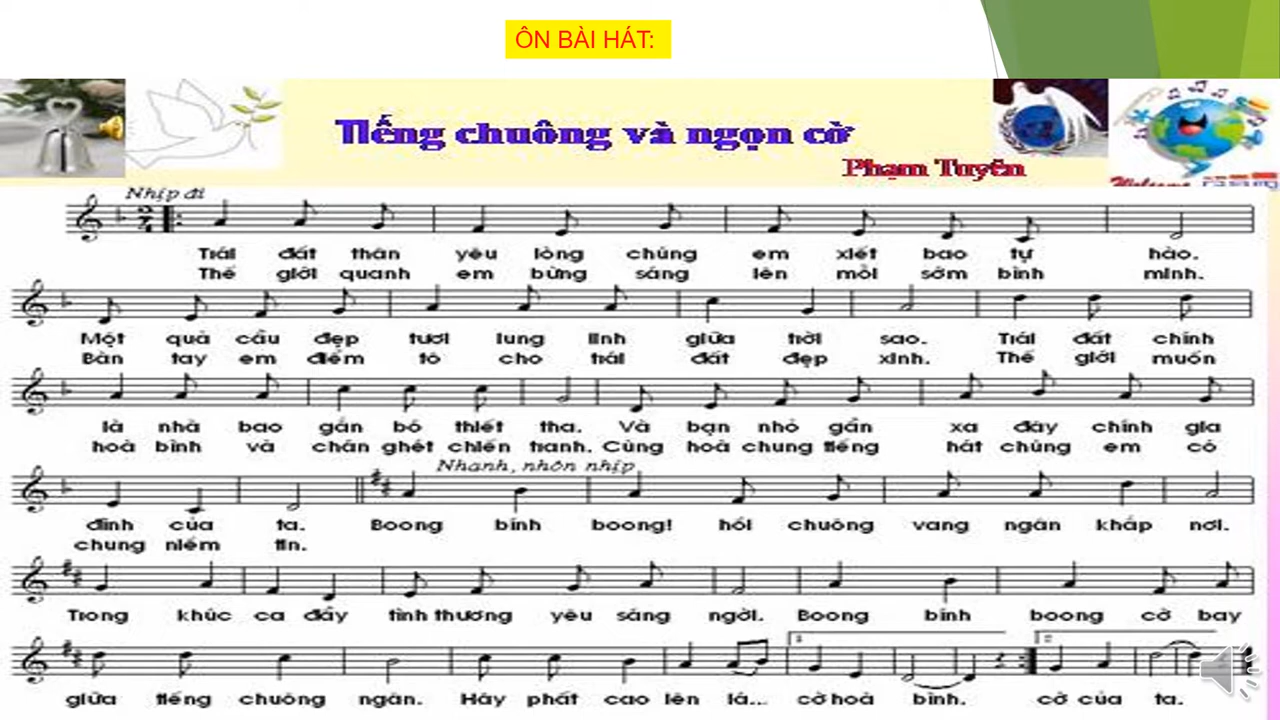 ÔN BÀI HÁT:
Tiếng chuông và ngọn cờ
Phạm Tuyên
Welcome
Nhịp đi
Trái đất thân yêu lòng chúng em xiết bao tự hào.
Thế giới quanh em bừng sáng lên mỗi sớm bình minh.
Một quả cầu đẹp tươi lung linh giữa trời sao. Trái đất chính
Bàn tay em điểm tô cho trái đất đẹp xinh. Thế giới muôn
là nhà bao gắn bó thiết tha. Và bạn nhỏ gần xa đây chính gia
hoà bình và chán ghét chiến tranh. Cùng hoà chung tiếng hát chúng em có
đình của ta.
chung niềm tin.
Nhanh, nhộn nhịp
Boong bính boong! hồi chuông vang ngân khắp nơi.
Trong khúc ca đầy tình thương yêu sáng ngời. Boong bính boong cờ bay
giữa tiếng chuông ngân. Hãy phất cao lên lá... cờ hoà bình. cờ của ta.